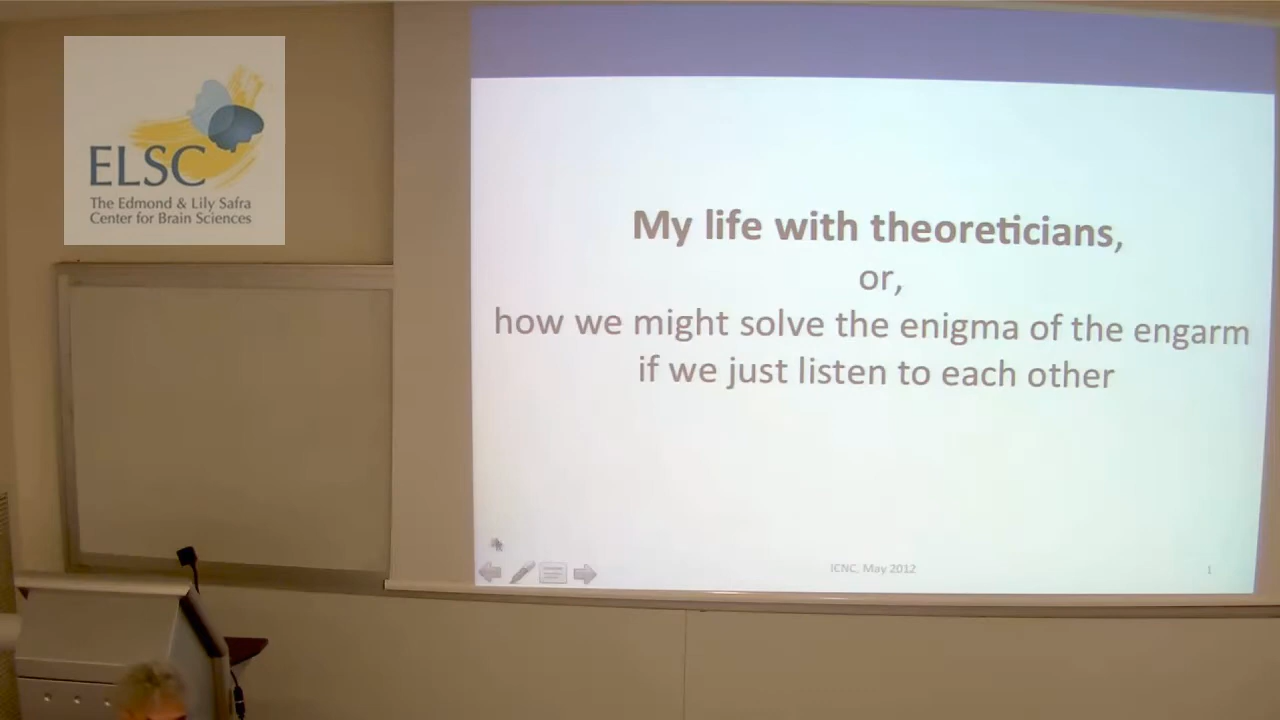 ELSC
The Edmond & Lily Safra
Center for Brain Sciences
My life with theoreticians,
or,
how we might solve the enigma of the engarm
if we just listen to each other
ICNC, May 2012
1